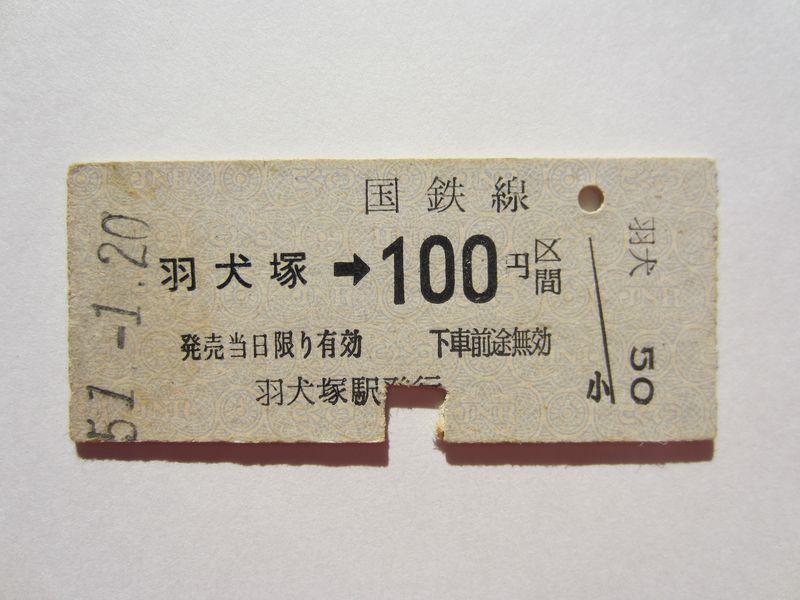 国鉄線
羽犬塚 ➡ 100円区間
発売当日限り有効 下車前途無効
羽犬塚駅発行
51.-1.20
羽犬
小 50